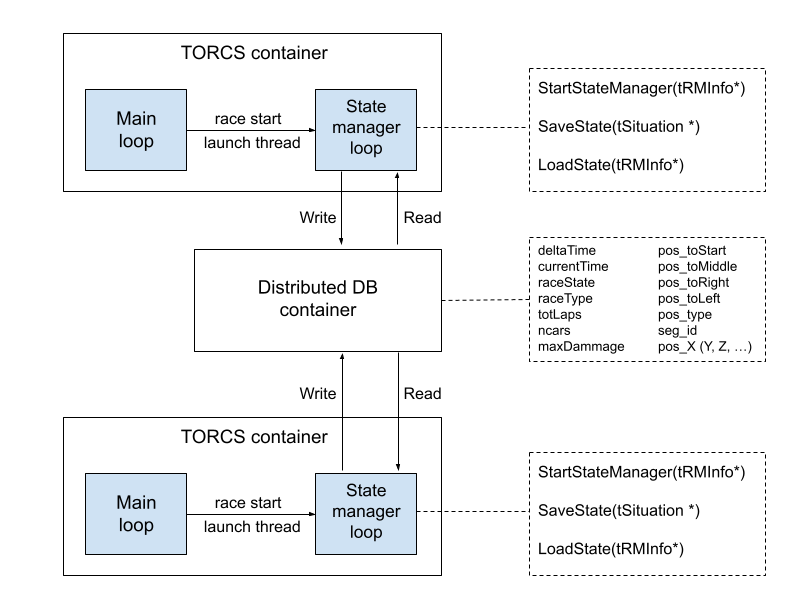 TORCS container
Main
loop
race start
launch thread
State
manager
loop
StartStateManager(tRMInfo*)
SaveState(tSituation *)
LoadState(tRMInfo*)
Write
Read
Distributed DB
container
deltaTime pos_toStart
currentTime pos_toMiddle
raceState pos_toRight
raceType pos_toLeft
totLaps pos_type
ncars seg_id
maxDammage pos_X (Y, Z, …)
Write
Read
TORCS container
Main
loop
race start
launch thread
State
manager
loop
StartStateManager(tRMInfo*)
SaveState(tSituation *)
LoadState(tRMInfo*)